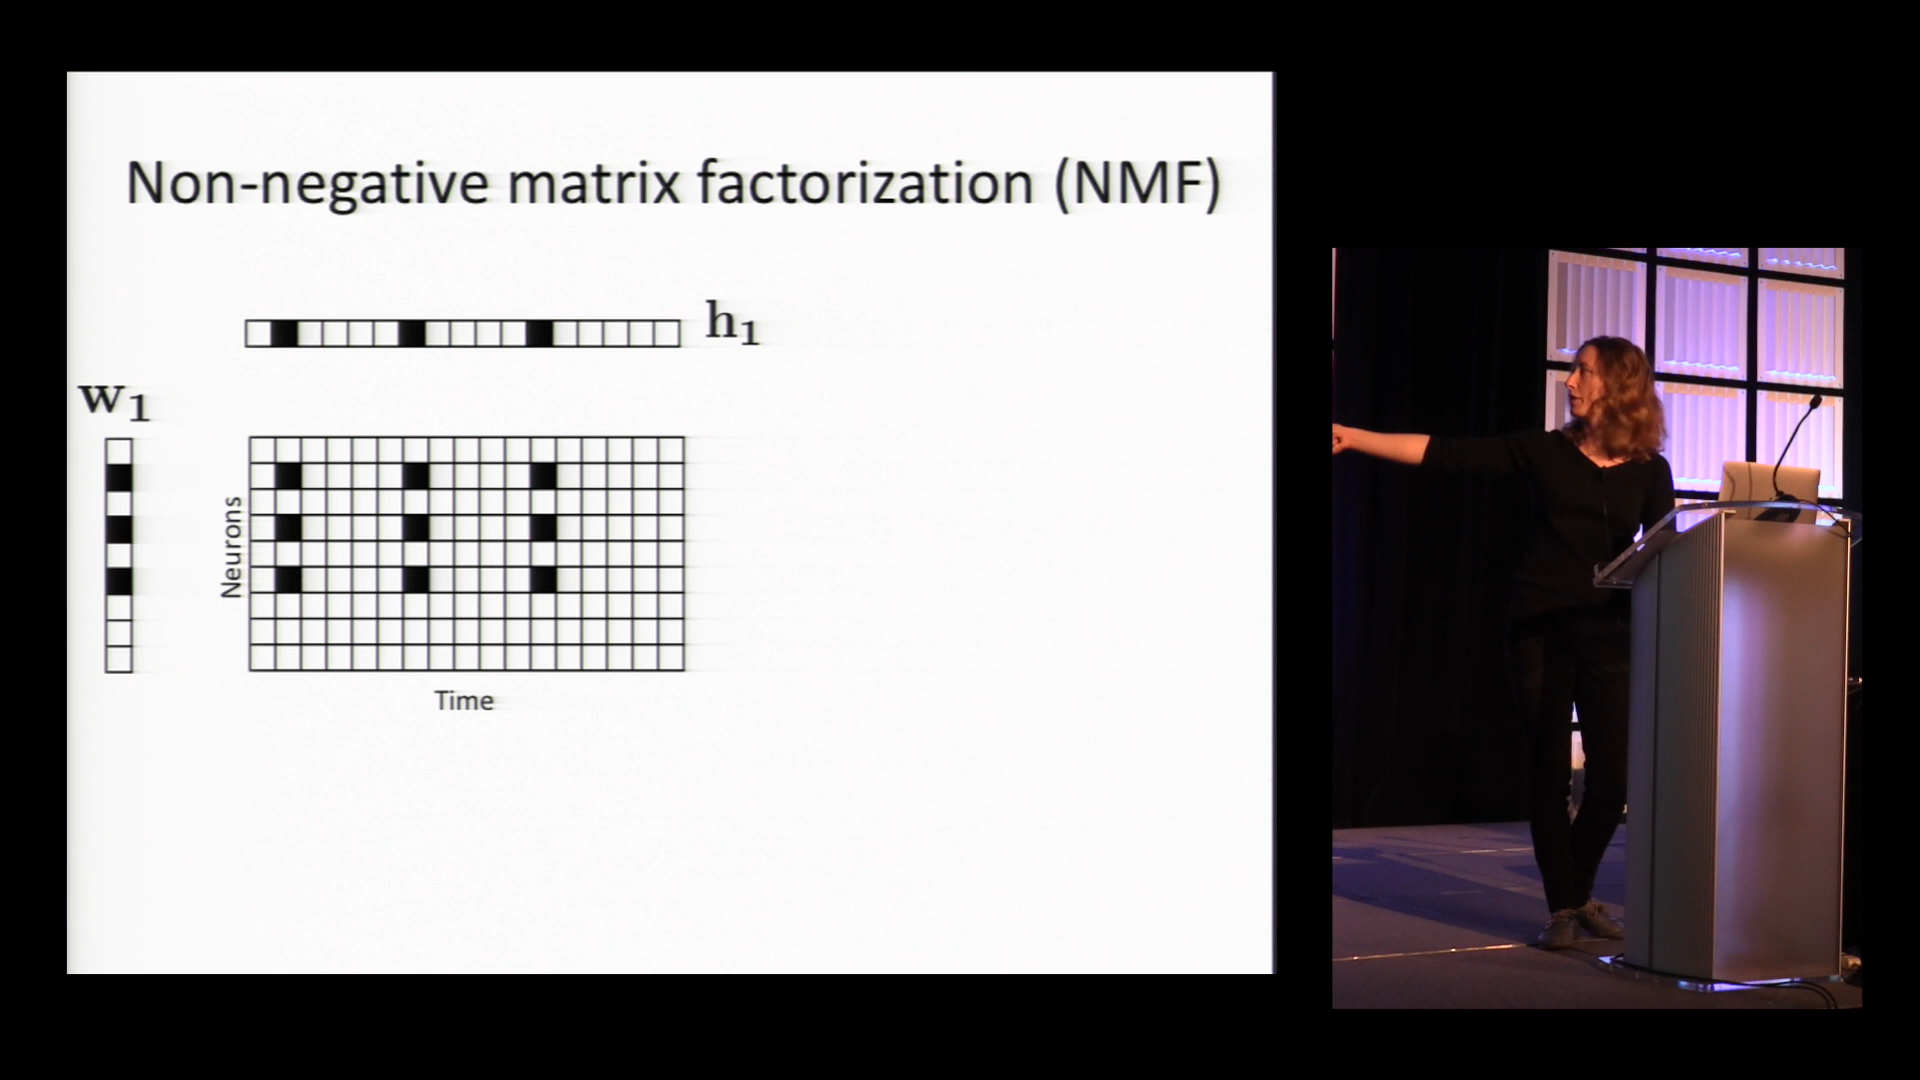 Non-negative matrix factorization (NMF)
h₁
w₁
Neurons
Time